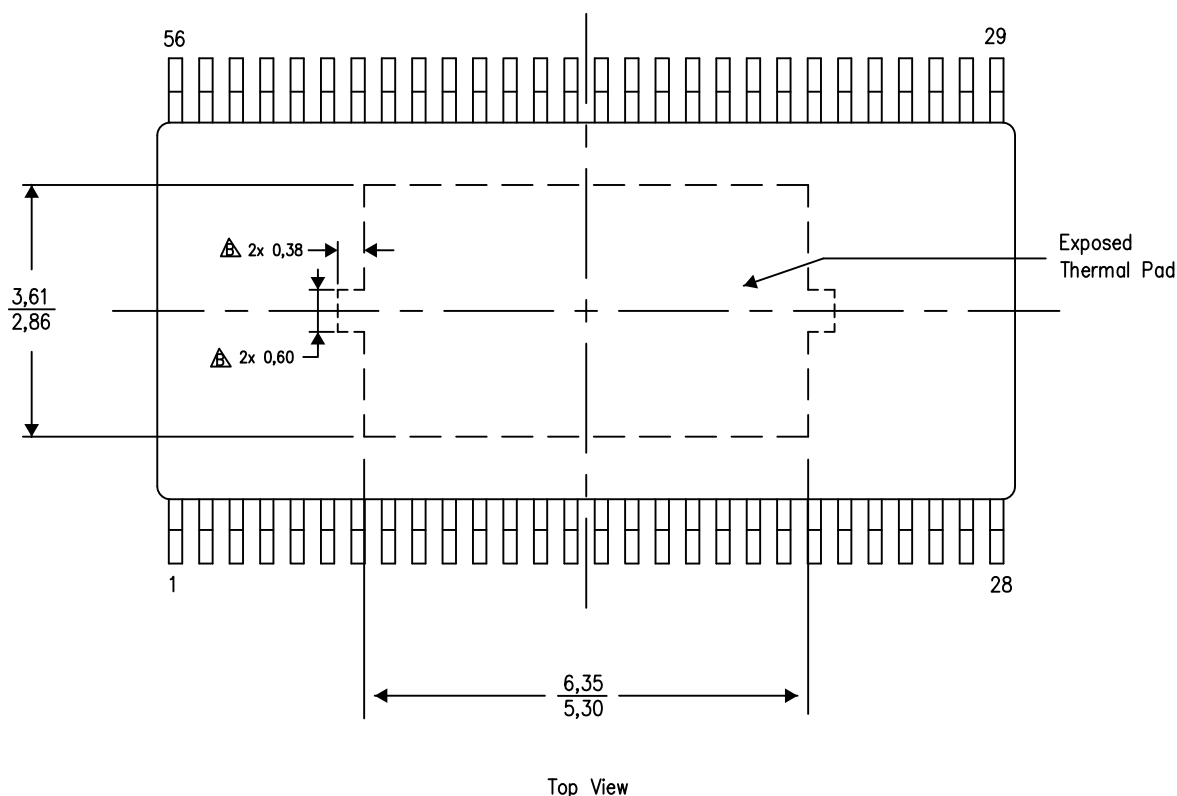 56
29
B 2x 0,38
Exposed
Thermal Pad
3,61
2,86
B 2x 0,60
1
28
6,35
5,30
Top View